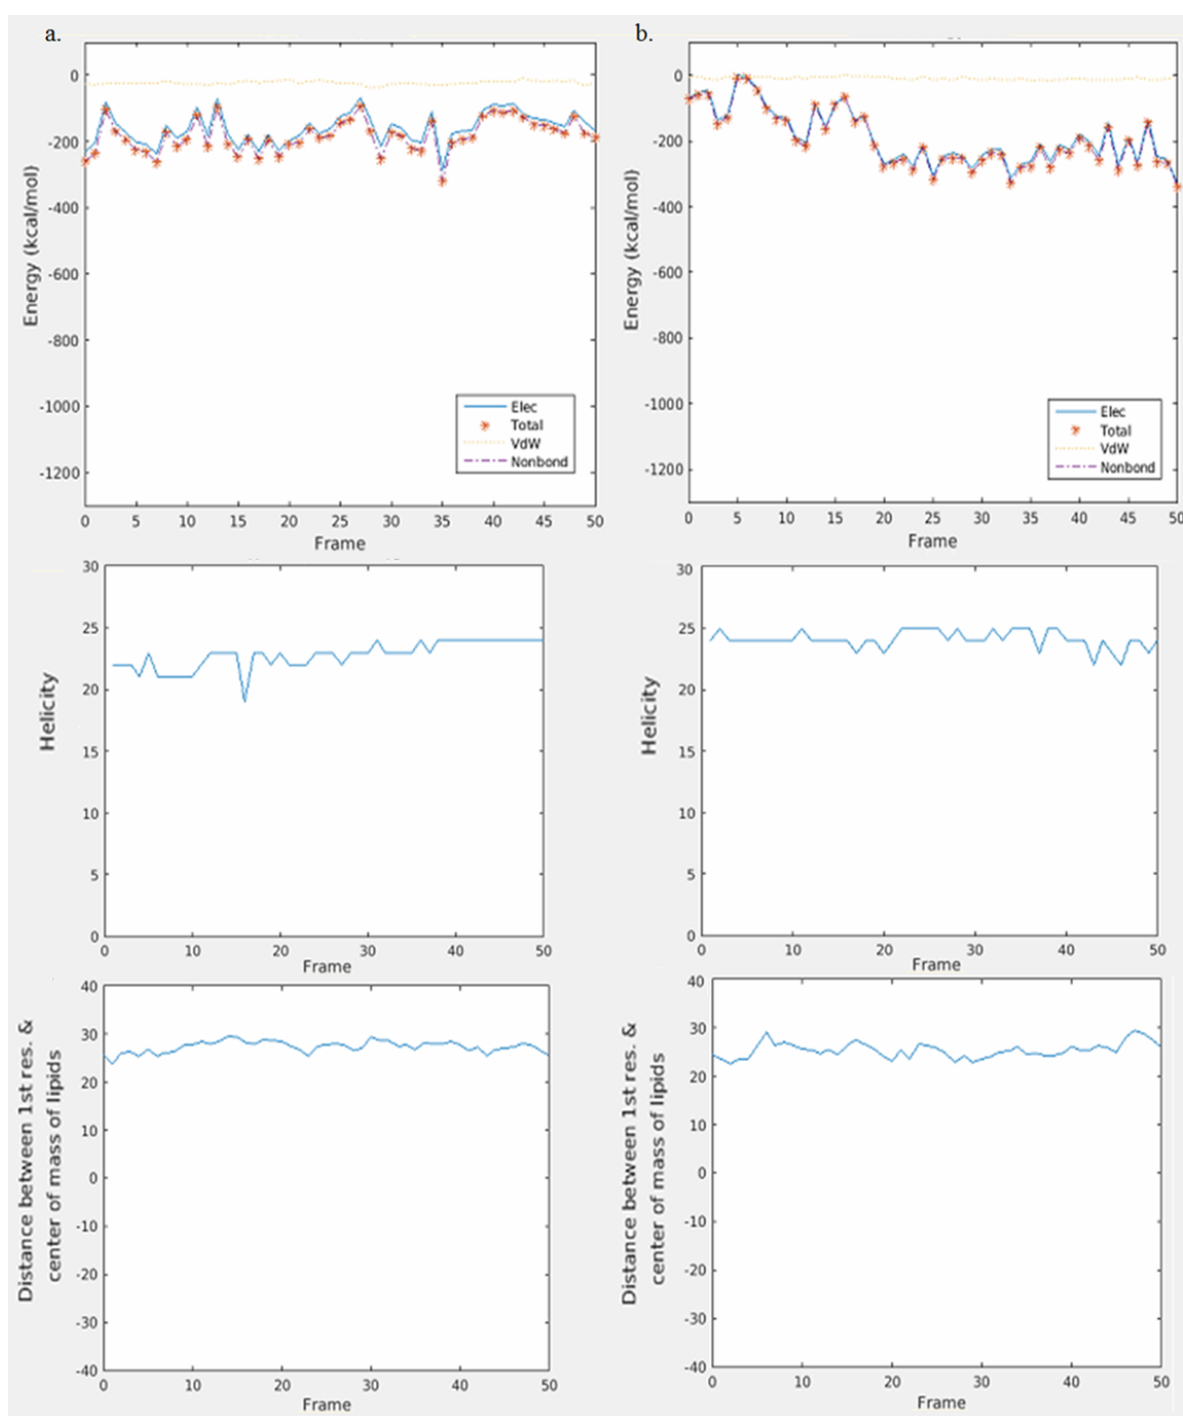 a.
0
-200
-400
-600
-800
-1000
-1200
Energy (kcal/mol)
Elec
Total
VdW
Nonbond
0 5 10 15 20 25 30 35 40 45 50
Frame
b.
0
-200
-400
-600
-800
-1000
-1200
Energy (kcal/mol)
Elec
Total
VdW
Nonbond
0 5 10 15 20 25 30 35 40 45 50
Frame
30
25
20
15
10
5
0
Helicity
0 10 20 30 40 50
Frame
30
25
20
15
10
5
0
Helicity
0 10 20 30 40 50
Frame
40
30
20
10
0
-10
-20
-30
-40
Distance between 1st res. &
center of mass of lipids
0 10 20 30 40 50
Frame
40
30
20
10
0
-10
-20
-30
-40
Distance between 1st res. &
center of mass of lipids
0 10 20 30 40 50
Frame